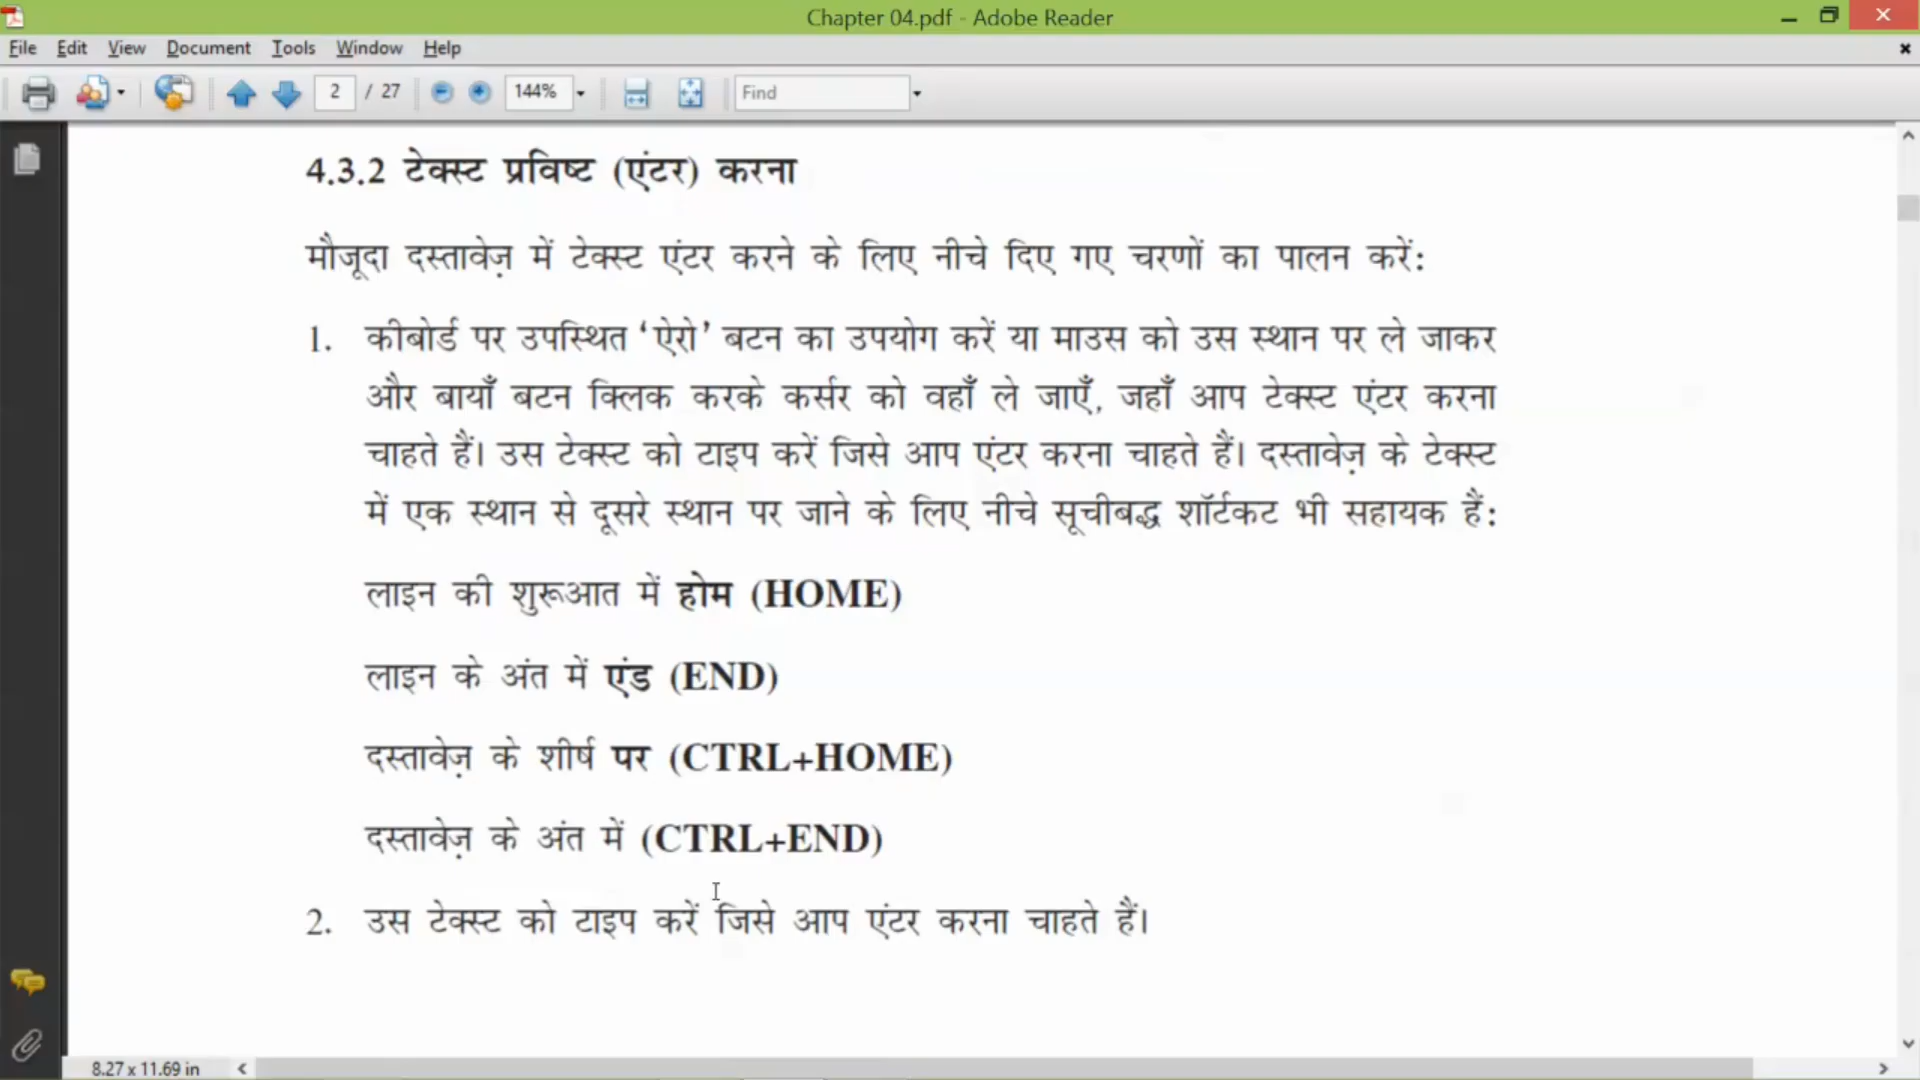 Chapter 04.pdf - Adobe Reader
File Edit View Document Tools Window Help
2 / 27 144% Find
4.3.2 टेक्स्ट प्रविष्ट (एंटर) करना
मौजूदा दस्तावेज़ में टेक्स्ट एंटर करने के लिए नीचे दिए गए चरणों का पालन करें:
1. कीबोर्ड पर उपस्थित ‘ऐरो’ बटन का उपयोग करें या माउस को उस स्थान पर ले जाकर
और बायाँ बटन क्लिक करके कर्सर को वहाँ ले जाएँ, जहाँ आप टेक्स्ट एंटर करना
चाहते हैं। उस टेक्स्ट को टाइप करें जिसे आप एंटर करना चाहते हैं। दस्तावेज़ के टेक्स्ट
में एक स्थान से दूसरे स्थान पर जाने के लिए नीचे सूचीबद्ध शॉर्टकट भी सहायक हैं:
लाइन की शुरूआत में होम (HOME)
लाइन के अंत में एंड (END)
दस्तावेज़ के शीर्ष पर (CTRL+HOME)
दस्तावेज़ के अंत में (CTRL+END)
2. उस टेक्स्ट को टाइप करें जिसे आप एंटर करना चाहते हैं।
8.27 x 11.69 in